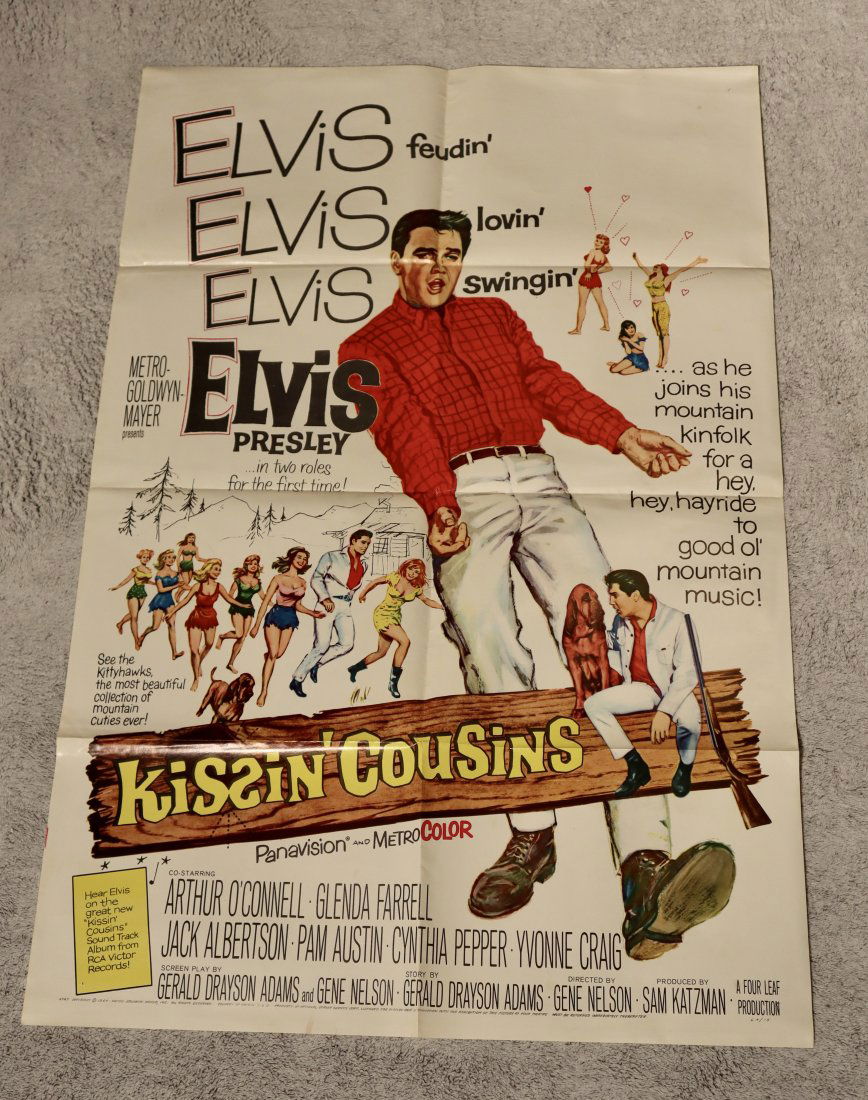 ELViS feudin'
ELViS lovin'
ELViS swingin'
METRO-
GOLDWYN-
MAYER
presents
ELViS
PRESLEY
...in two roles
for the first time!
.... as he
joins his
mountain
kinfolk
for a
hey,
hey, hayride
to
good ol'
mountain
music!
See the
Kittyhawks,
the most beautiful
collection of
mountain
cuties ever!
KiSSiN' COUSiNS
Panavision® AND METROCOLOR
Hear Elvis
on the
great new
"Kissin'
Cousins"
Sound Track
Album from
RCA Victor
Records!
CO-STARRING
ARTHUR O'CONNELL · GLENDA FARRELL
JACK ALBERTSON · PAM AUSTIN · CYNTHIA PEPPER · YVONNE CRAIG
SCREEN PLAY BY
GERALD DRAYSON ADAMS and GENE NELSON ·
STORY BY
GERALD DRAYSON ADAMS ·
DIRECTED BY
GENE NELSON ·
PRODUCED BY
SAM KATZMAN ·
A FOUR LEAF
PRODUCTION